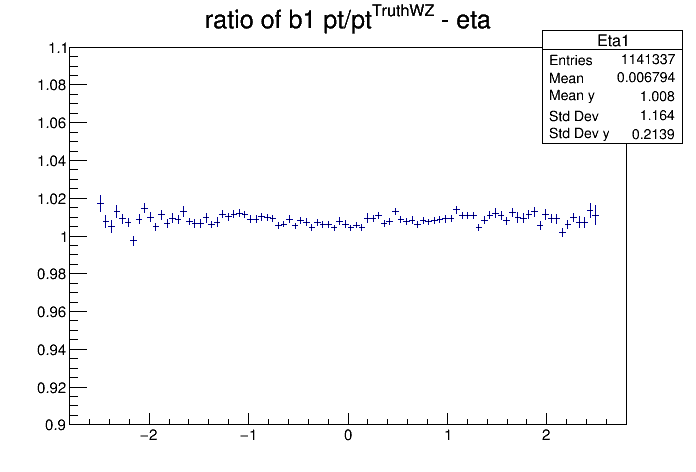 ratio of b1 pt/pt^TruthWZ - eta
Eta1
Entries 1141337
Mean 0.006794
Mean y 1.008
Std Dev 1.164
Std Dev y 0.2139
1.1
1.08
1.06
1.04
1.02
1
0.98
0.96
0.94
0.92
0.9
−2 −1 0 1 2